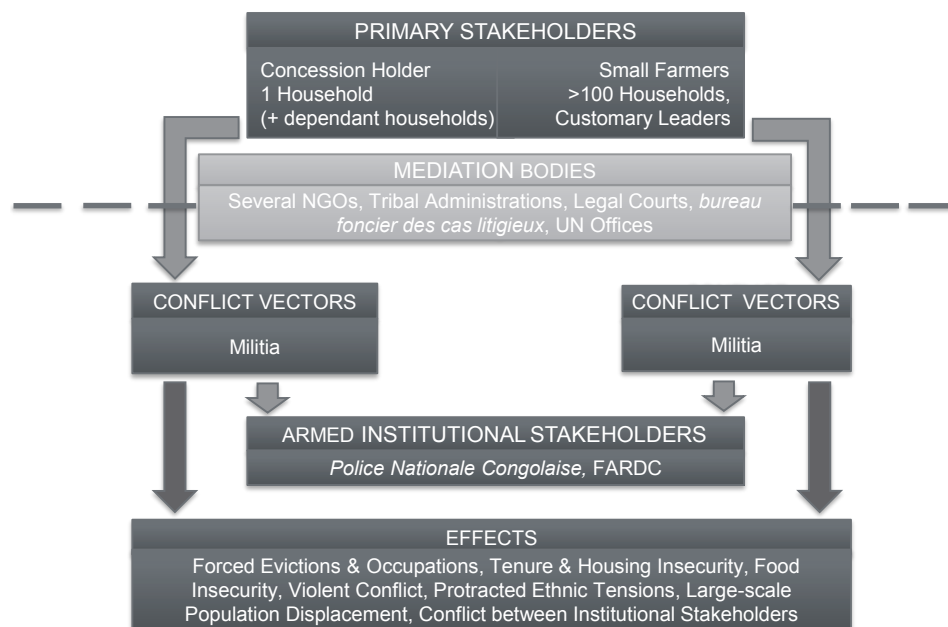 PRIMARY STAKEHOLDERS
Concession Holder
1 Household
(+ dependant households)
Small Farmers
>100 Households,
Customary Leaders
MEDIATION BODIES
Several NGOs, Tribal Administrations, Legal Courts, bureau
foncier des cas litigieux, UN Offices
CONFLICT VECTORS
Militia
CONFLICT VECTORS
Militia
ARMED INSTITUTIONAL STAKEHOLDERS
Police Nationale Congolaise, FARDC
EFFECTS
Forced Evictions & Occupations, Tenure & Housing Insecurity, Food
Insecurity, Violent Conflict, Protracted Ethnic Tensions, Large-scale
Population Displacement, Conflict between Institutional Stakeholders